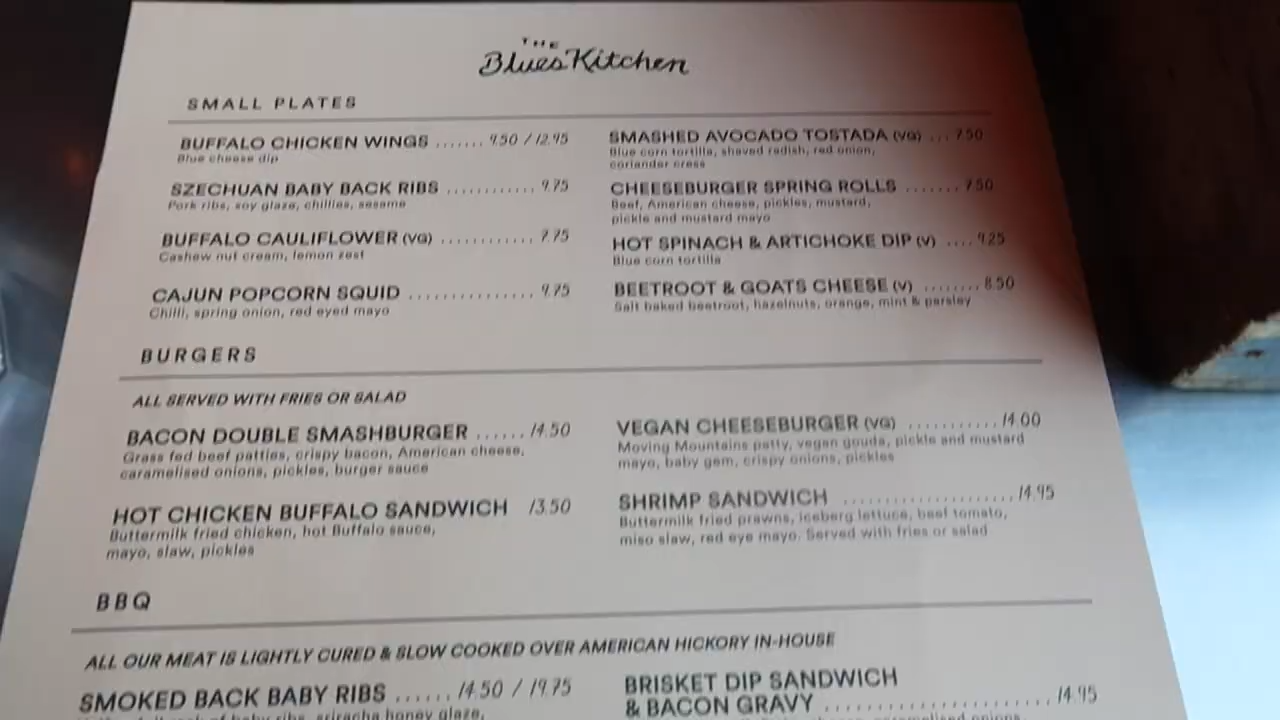 THE
Blues Kitchen
SMALL PLATES
BUFFALO CHICKEN WINGS ....... 9.50 / 12.95
Blue cheese dip
SZECHUAN BABY BACK RIBS ............ 9.75
Pork ribs, soy glaze, chillies, sesame
BUFFALO CAULIFLOWER (VG) ............ 7.75
Cashew nut cream, lemon zest
CAJUN POPCORN SQUID ................ 9.75
Chilli, spring onion, red eyed mayo
SMASHED AVOCADO TOSTADA (VG) ... 7.50
Blue corn tortilla, shaved radish, red onion,
coriander cress
CHEESEBURGER SPRING ROLLS ....... 7.50
Beef, American cheese, pickles, mustard,
pickle and mustard mayo
HOT SPINACH & ARTICHOKE DIP (V) .... 9.25
Blue corn tortilla
BEETROOT & GOATS CHEESE (V) ........ 8.50
Salt baked beetroot, hazelnuts, orange, mint & parsley
BURGERS
ALL SERVED WITH FRIES OR SALAD
BACON DOUBLE SMASHBURGER ...... 14.50
Grass fed beef patties, crispy bacon, American cheese,
caramelised onions, pickles, burger sauce
HOT CHICKEN BUFFALO SANDWICH 13.50
Buttermilk fried chicken, hot Buffalo sauce,
mayo, slaw, pickles
VEGAN CHEESEBURGER (VG) ........... 14.00
Moving Mountains patty, vegan gouda, pickle and mustard
mayo, baby gem, crispy onions, pickles
SHRIMP SANDWICH ..................... 14.95
Buttermilk fried prawns, iceberg lettuce, beef tomato,
miso slaw, red eye mayo. Served with fries or salad
BBQ
ALL OUR MEAT IS LIGHTLY CURED & SLOW COOKED OVER AMERICAN HICKORY IN-HOUSE
SMOKED BACK BABY RIBS ...... 14.50 / 19.75
baby ribs, sriracha honey glaze,
BRISKET DIP SANDWICH
& BACON GRAVY ..................... 14.95
caramelised onions,